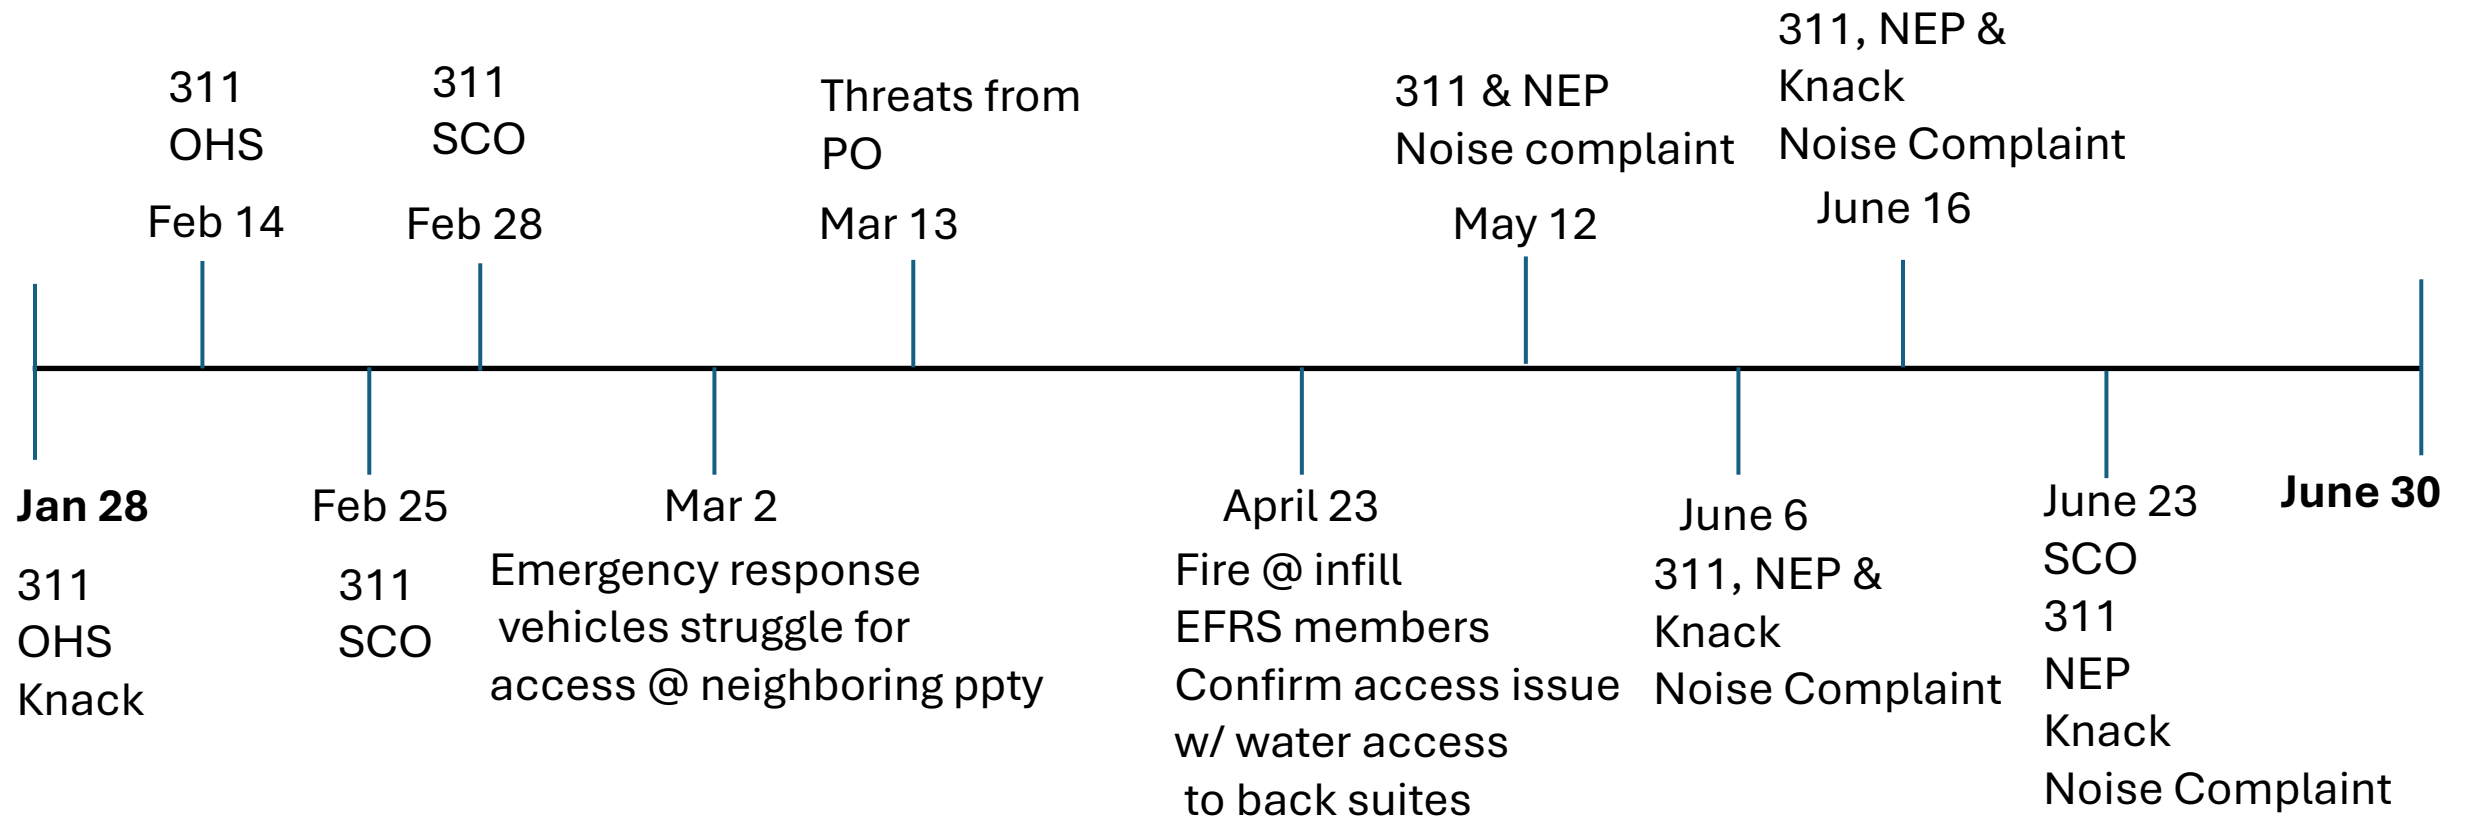 311
OHS
Feb 14
311
SCO
Feb 28
Threats from
PO
Mar 13
311 & NEP
Noise complaint
May 12
311, NEP &
Knack
Noise Complaint
June 16
Jan 28
311
OHS
Knack
Feb 25
311
SCO
Mar 2
Emergency response
vehicles struggle for
access @ neighboring ppty
April 23
Fire @ infill
EFRS members
Confirm access issue
w/ water access
to back suites
June 6
311, NEP &
Knack
Noise Complaint
June 23
SCO
311
NEP
Knack
Noise Complaint
June 30